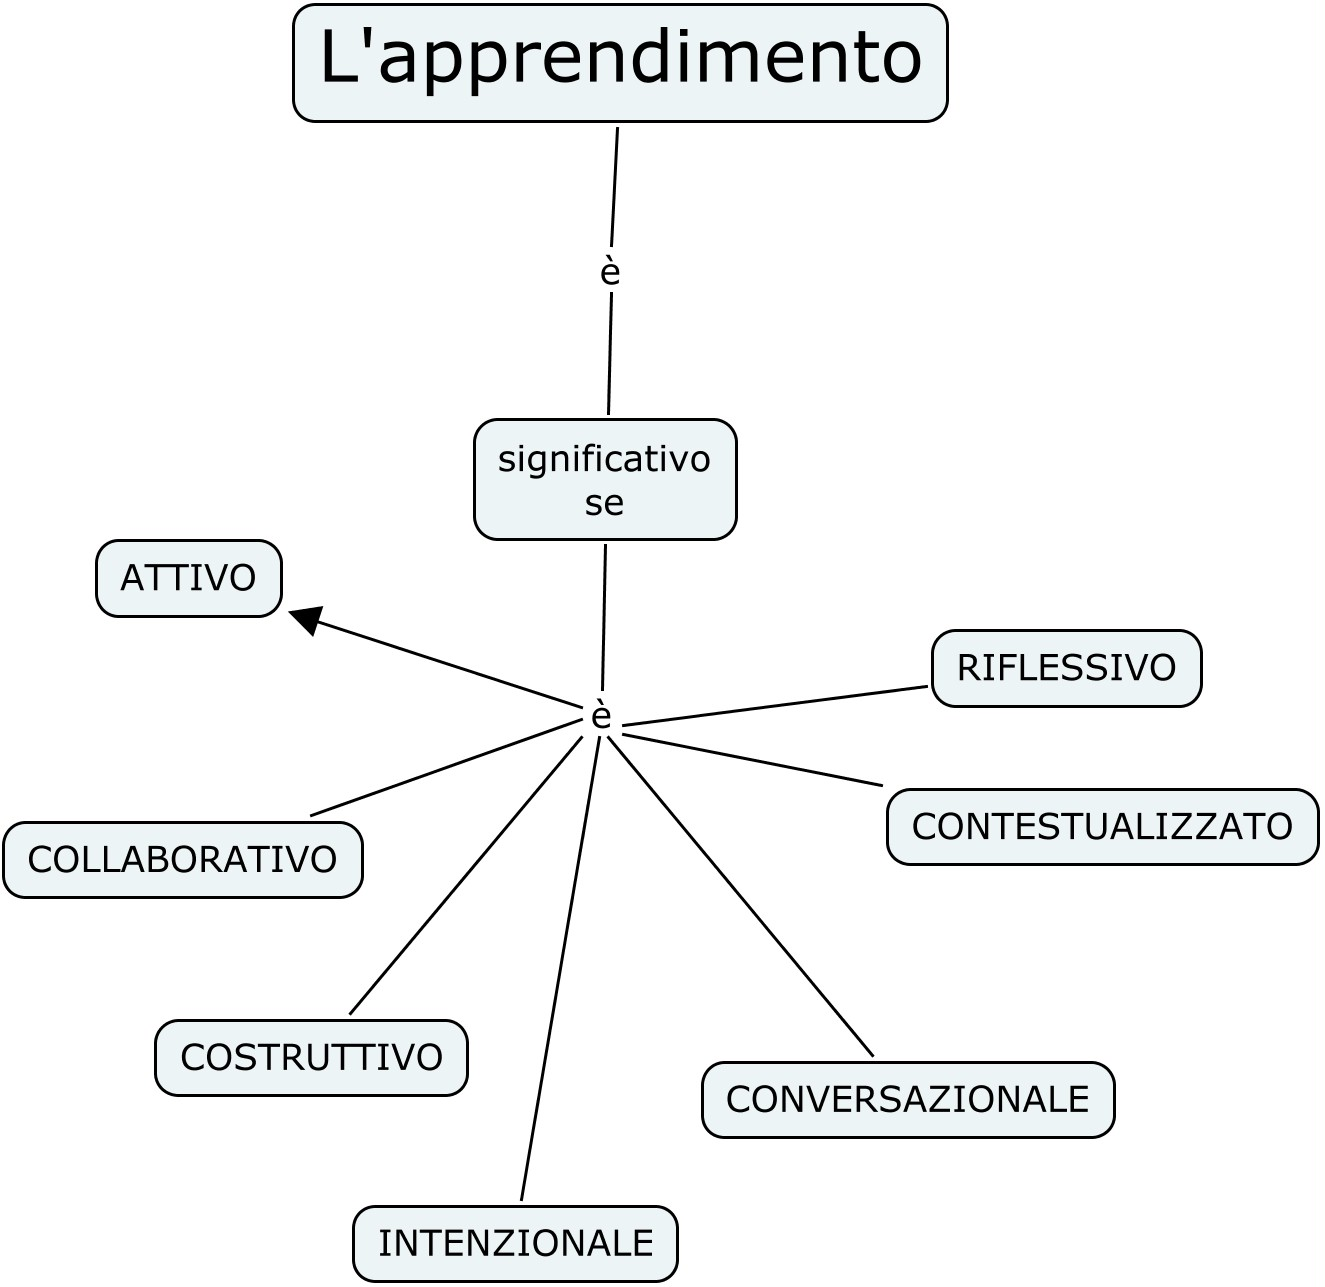 L'apprendimento
è
significativo
se
ATTIVO
è
RIFLESSIVO
CONTESTUALIZZATO
COLLABORATIVO
COSTRUTTIVO
CONVERSAZIONALE
INTENZIONALE